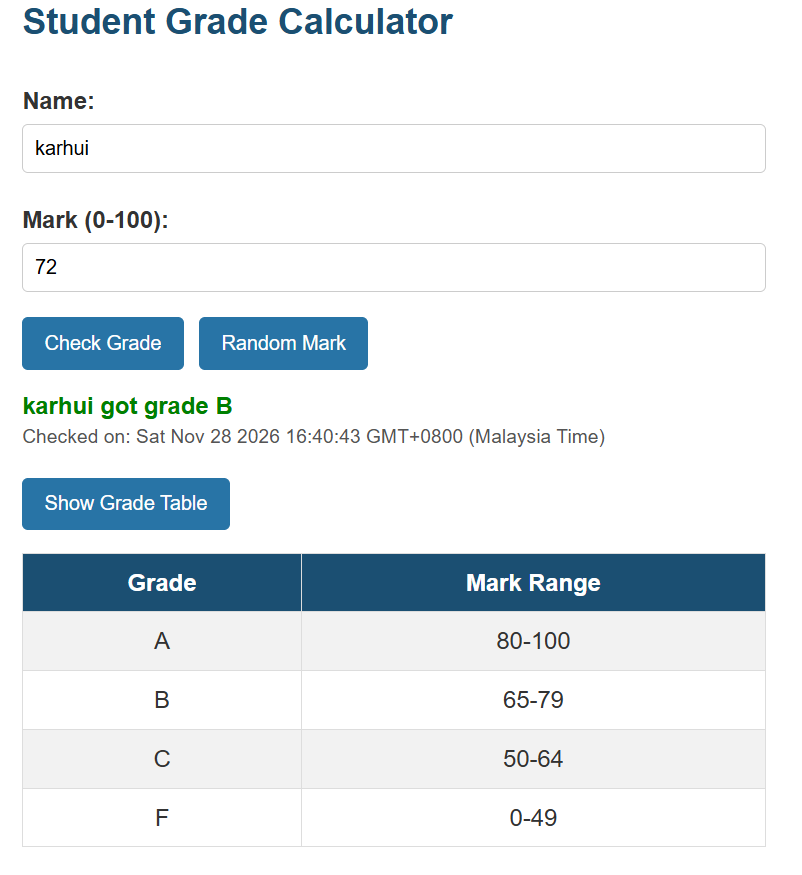 Student Grade Calculator
Name:
karhui
Mark (0-100):
72
Check Grade Random Mark
karhui got grade B
Checked on: Sat Nov 28 2026 16:40:43 GMT+0800 (Malaysia Time)
Show Grade Table
Grade Mark Range
A 80-100
B 65-79
C 50-64
F 0-49